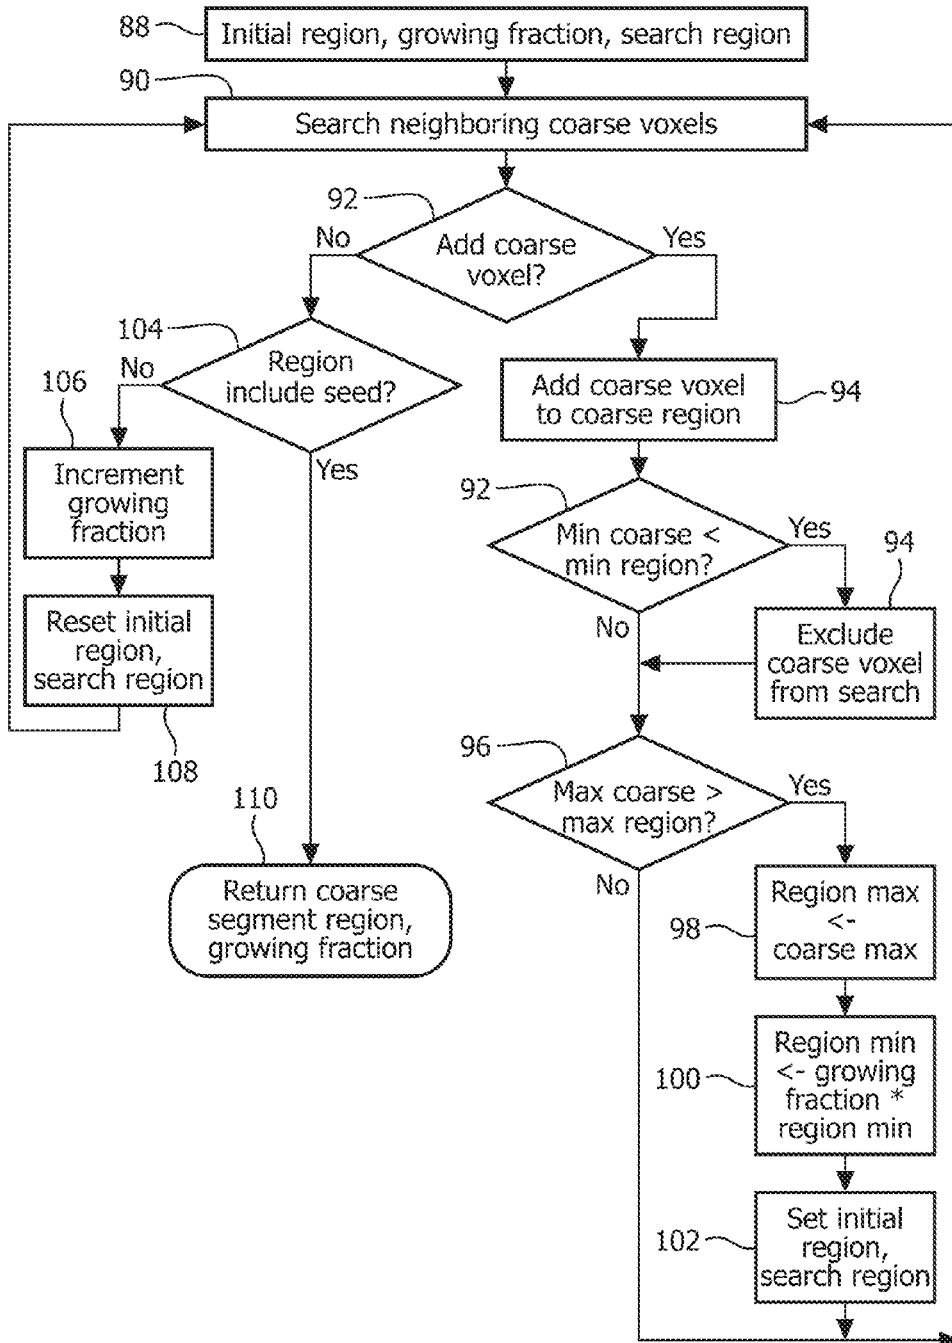 88
Initial region, growing fraction, search region
90
Search neighboring coarse voxels
92
No
Add coarse
voxel?
Yes
104
No
Region
include seed?
Yes
Add coarse voxel
to coarse region
94
106
Increment
growing
fraction
Reset initial
region,
search region
108
92
Min coarse <
min region?
Yes
No
94
Exclude
coarse voxel
from search
96
Max coarse >
max region?
Yes
No
110
Return coarse
segment region,
growing fraction
98
Region max
<-
coarse max
100
Region min
<- growing
fraction *
region min
102
Set initial
region,
search region